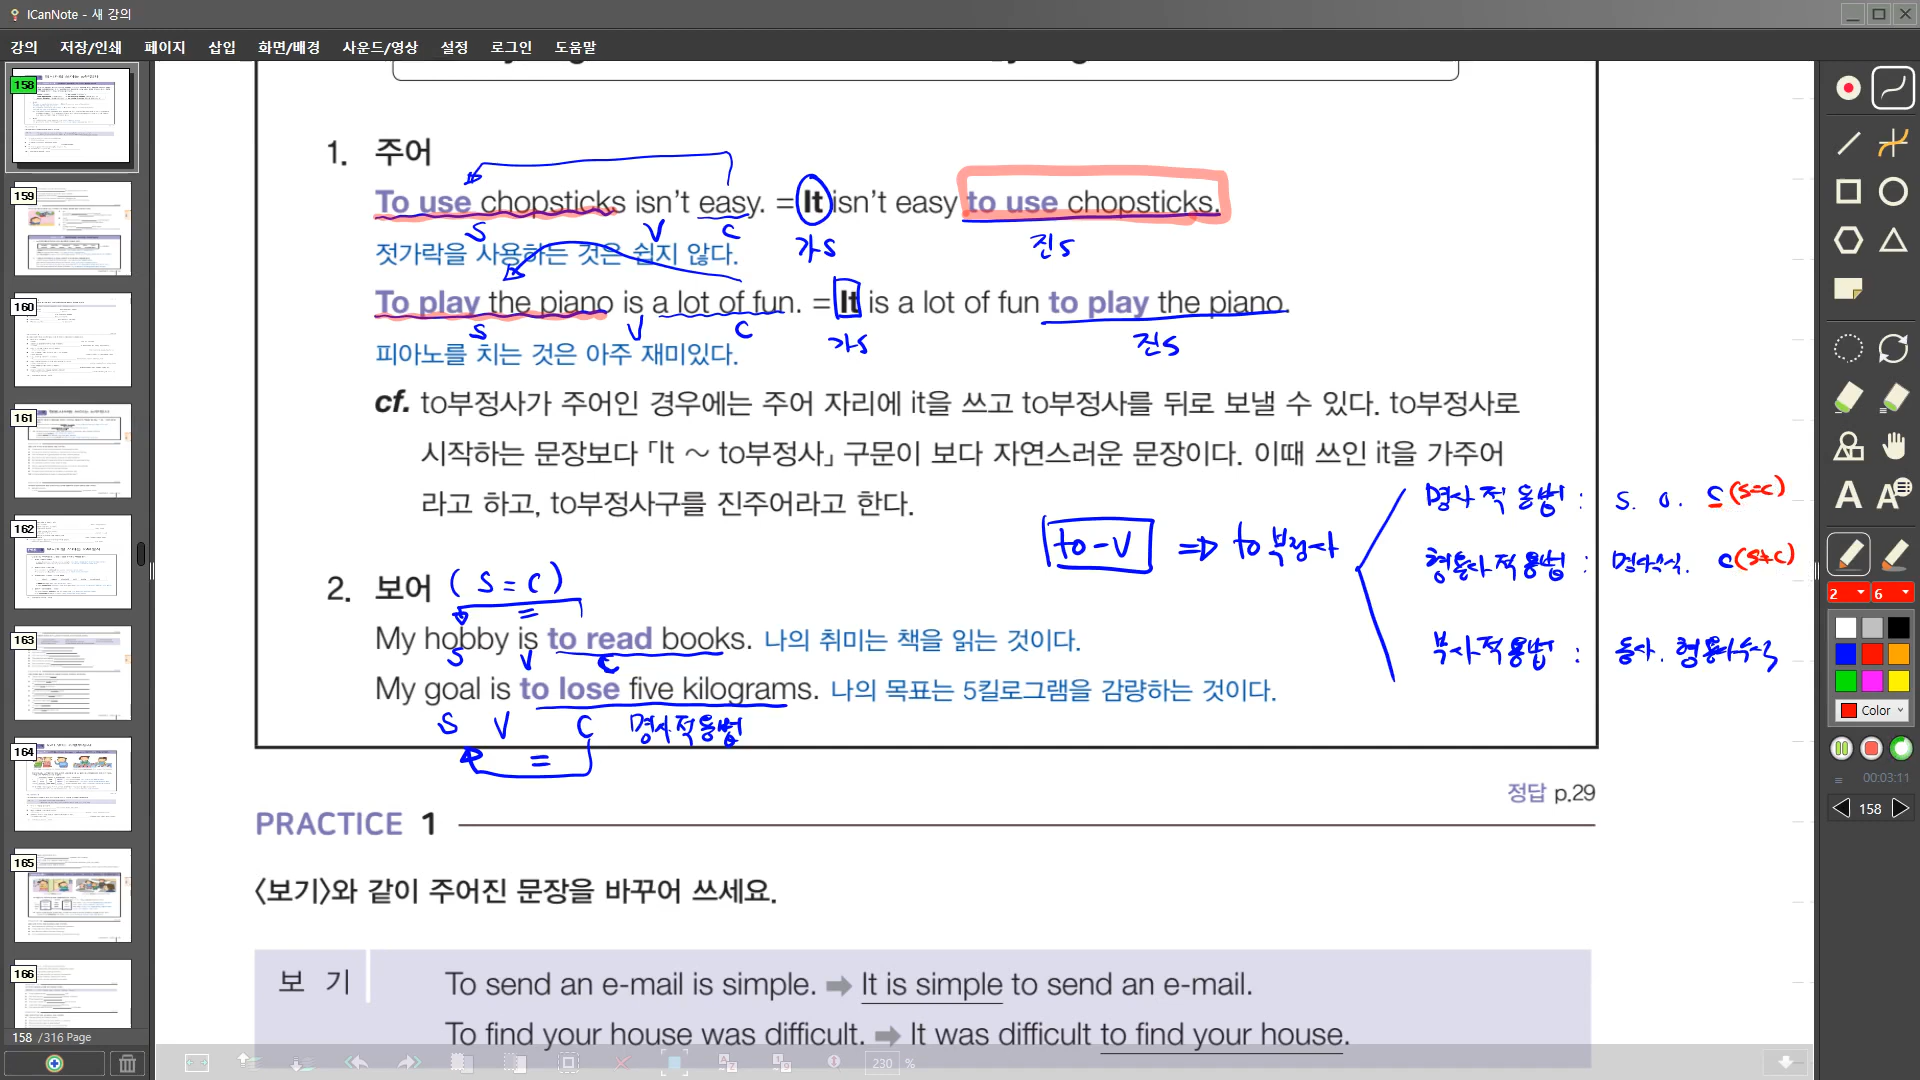 ICanNote - 새 강의
강의 저장/인쇄 페이지 삽입 화면/배경 사운드/영상 설정 로그인 도움말
158
159
160
161
162
163
164
165
166
158 /316 Page
1. 주어
To use chopsticks isn't easy. = It isn't easy to use chopsticks.
S V C 가S 진S
젓가락을 사용하는 것은 쉽지 않다.
To play the piano is a lot of fun. = It is a lot of fun to play the piano.
S V C 가S 진S
피아노를 치는 것은 아주 재미있다.
cf. to부정사가 주어인 경우에는 주어 자리에 it을 쓰고 to부정사를 뒤로 보낼 수 있다. to부정사로
시작하는 문장보다 「It ~ to부정사」 구문이 보다 자연스러운 문장이다. 이때 쓰인 it을 가주어
라고 하고, to부정사구를 진주어라고 한다.
to-V ⇒ to 부정사
명사적 용법 : S. O. (S=C)
형용사적 용법 : 명사수식. C
부사적 용법 : 동사. 형용사수식
2. 보어 (S = C)
=
My hobby is to read books. 나의 취미는 책을 읽는 것이다.
S V C
My goal is to lose five kilograms. 나의 목표는 5킬로그램을 감량하는 것이다.
S V C 명사적 용법
=
정답 p.29
PRACTICE 1
〈보기〉와 같이 주어진 문장을 바꾸어 쓰세요.
보 기
To send an e-mail is simple. ➡ It is simple to send an e-mail.
To find your house was difficult. ➡ It was difficult to find your house.
230 %
A A
2 6
Color
00:03:11
158